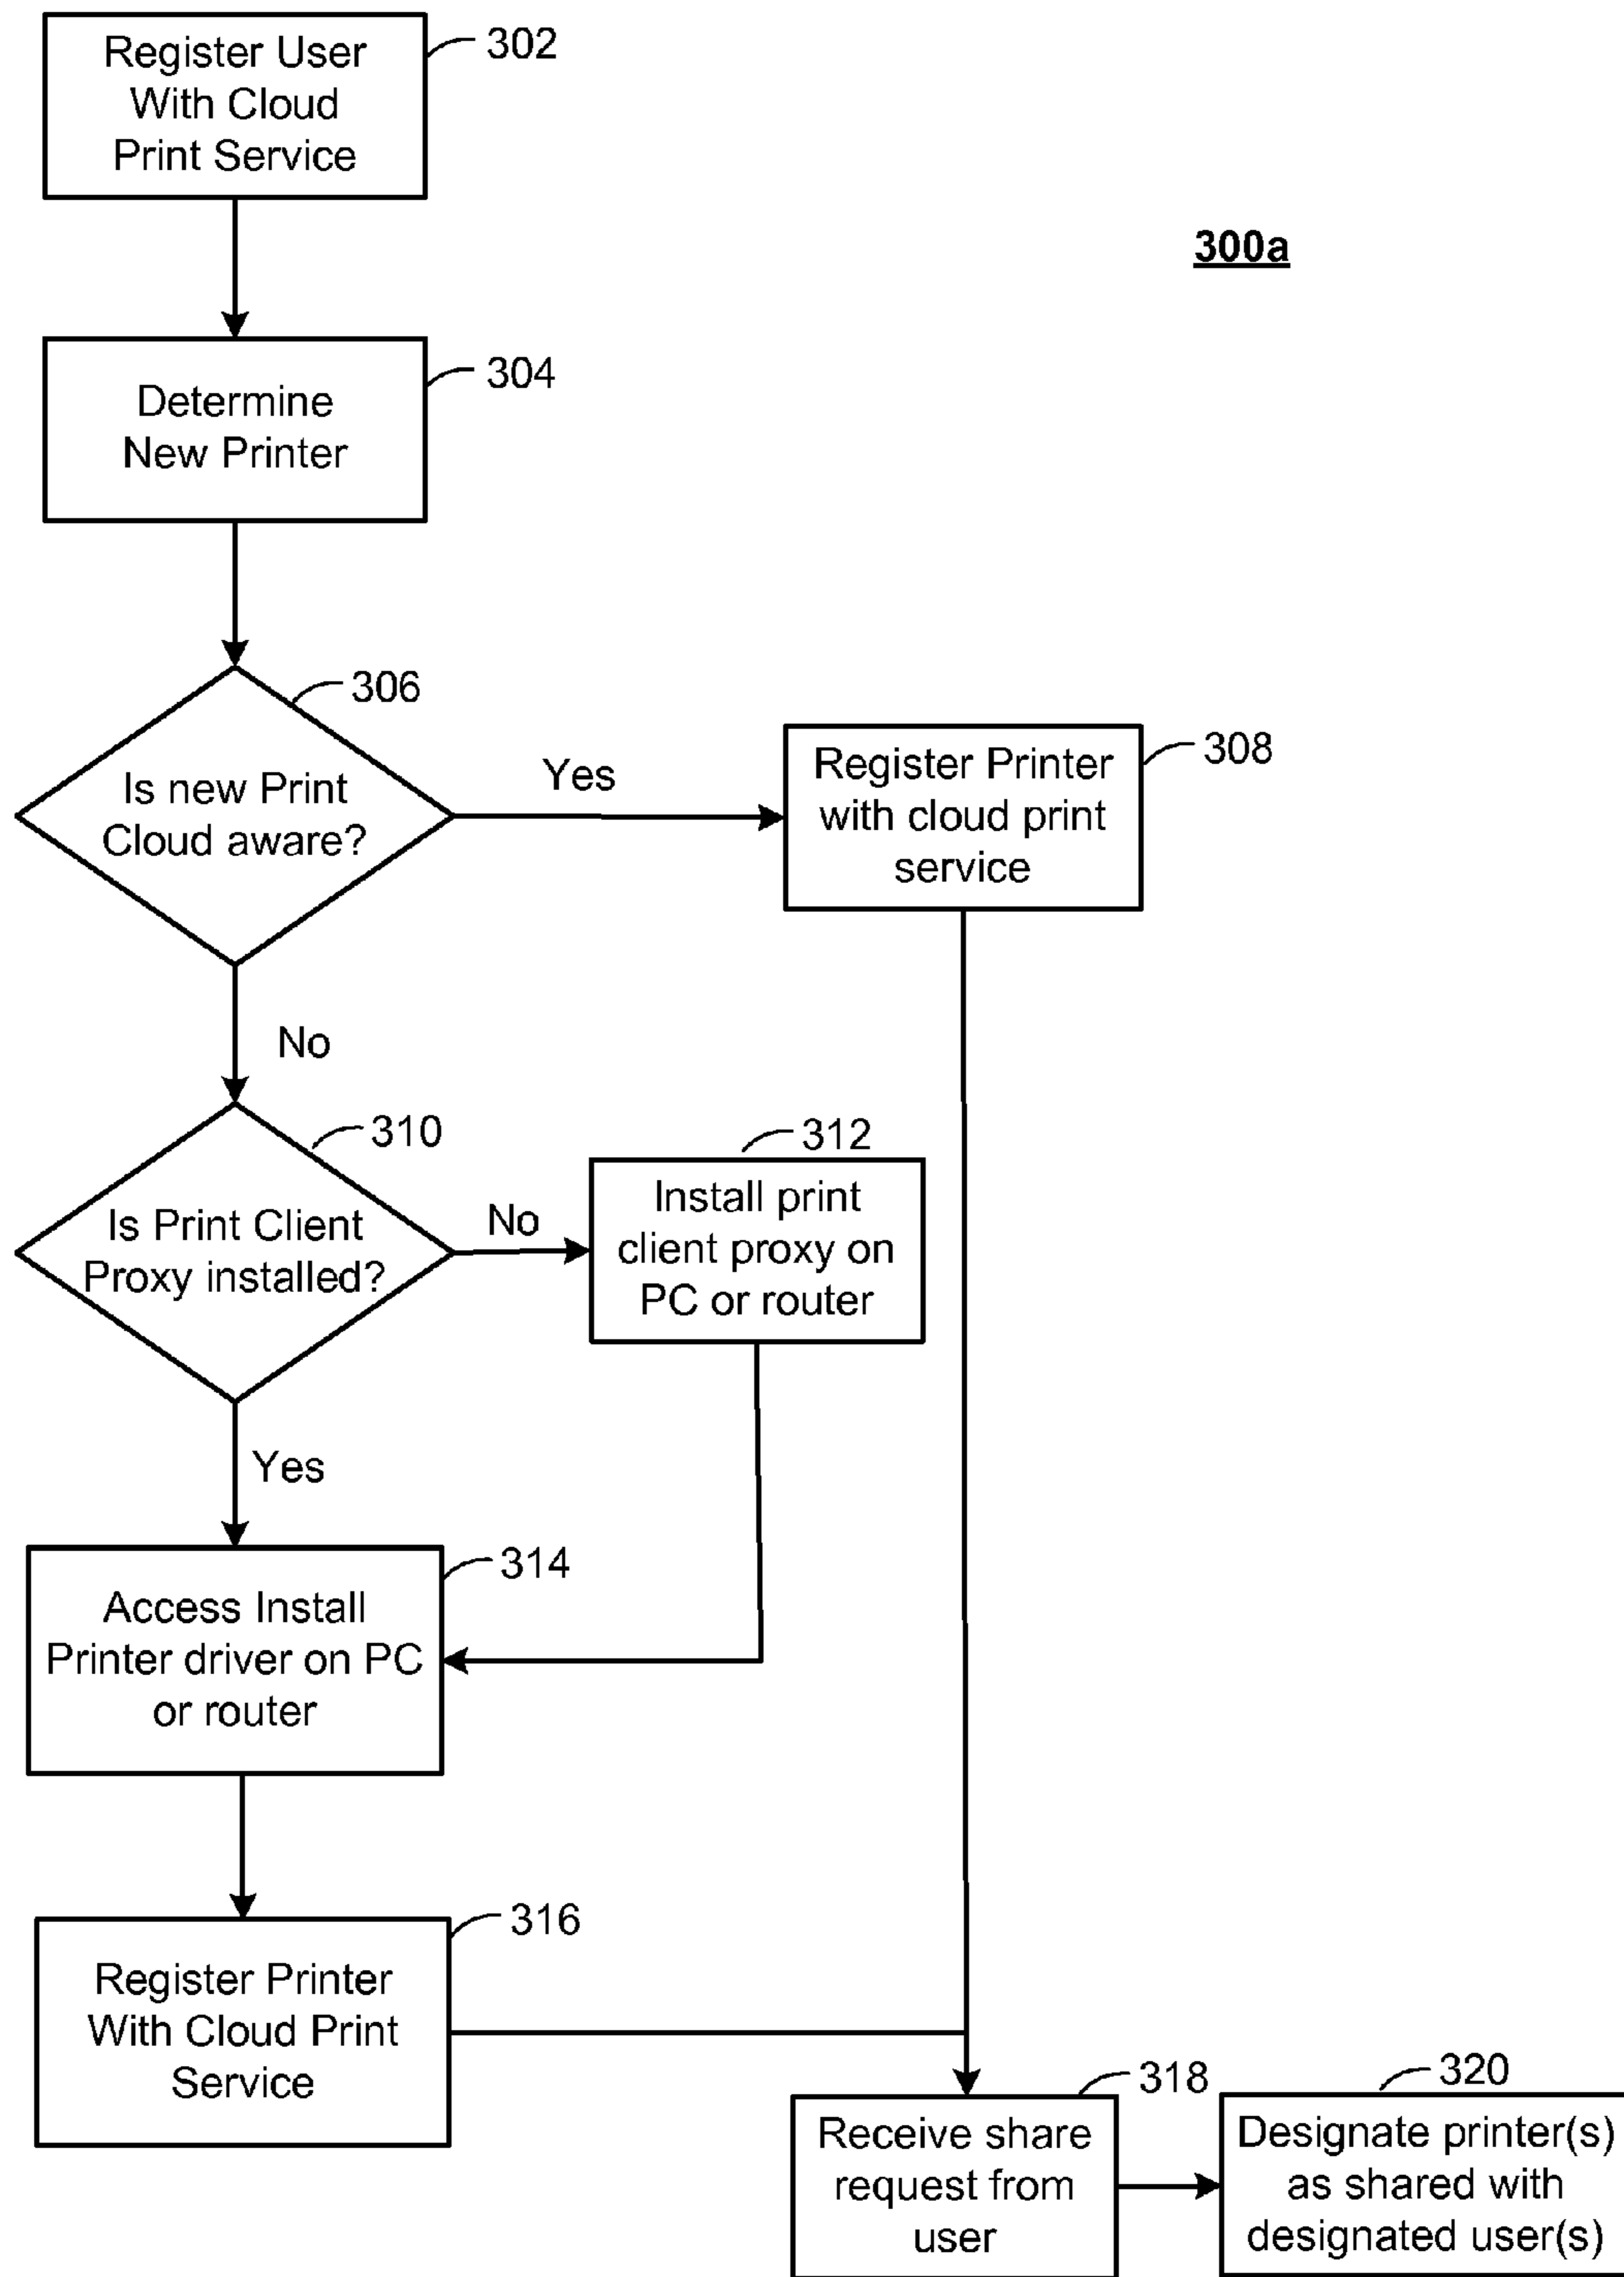 Register User
With Cloud
Print Service
302
300a
Determine
New Printer
304
306
Is new Print
Cloud aware?
Yes
Register Printer
with cloud print
service
308
No
310
Is Print Client
Proxy installed?
No
312
Install print
client proxy on
PC or router
Yes
314
Access Install
Printer driver on PC
or router
316
Register Printer
With Cloud Print
Service
318
Receive share
request from
user
320
Designate printer(s)
as shared with
designated user(s)